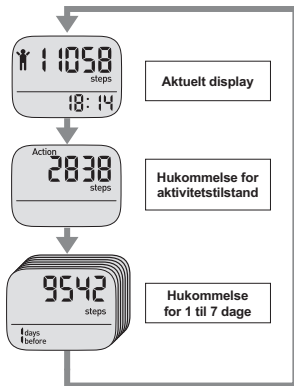 11058
steps
18:14
Aktuelt display
Action
2838
steps
Hukommelse for
aktivitetstilstand
9542
steps
1 days
before
Hukommelse
for 1 til 7 dage